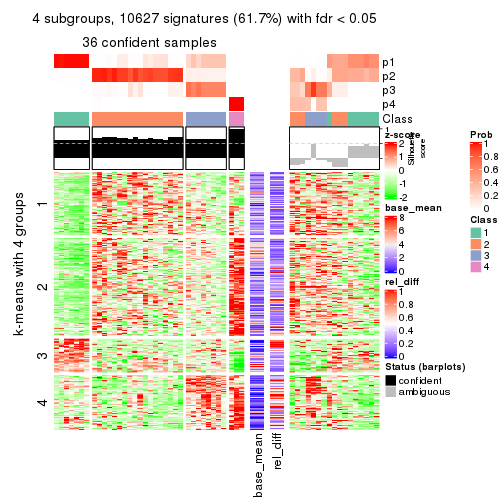 4 subgroups, 10627 signatures (61.7%) with fdr < 0.05
36 confident samples
p1
p2
p3
p4
Class
1
Silhouette
score
k-means with 4 groups
1
2
3
4
base_mean
rel_diff
z-score
2
1
0
-1
-2
base_mean
8
6
4
2
0
rel_diff
1
0.8
0.6
0.4
0.2
0
Status (barplots)
confident
ambiguous
Prob
1
0.8
0.6
0.4
0.2
0
Class
1
2
3
4